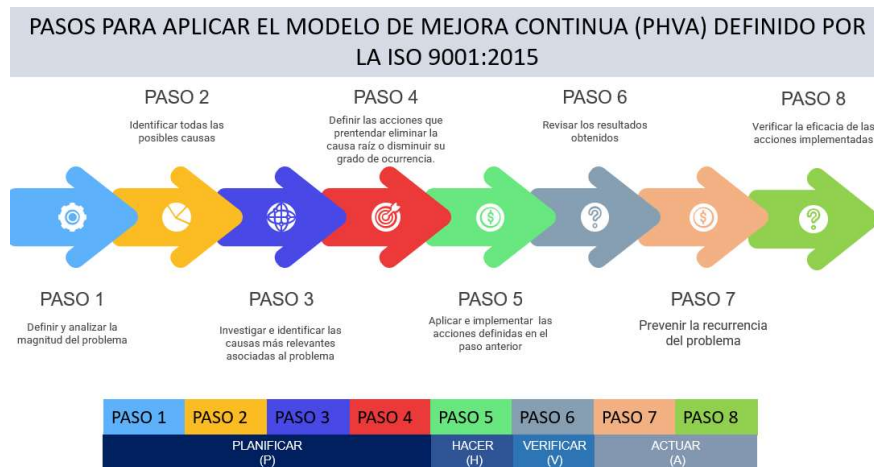 PASOS PARA APLICAR EL MODELO DE MEJORA CONTINUA (PHVA) DEFINIDO POR
LA ISO 9001:2015
PASO 2
Identificar todas las
posibles causas
PASO 4
Definir las acciones que
prentendar eliminar la
causa raíz o disminuir su
grado de ocurrencia.
PASO 6
Revisar los resultados
obtenidos
PASO 8
Verificar la eficacia de las
acciones implementadas
PASO 1
Definir y analizar la
magnitud del problema
PASO 3
Investigar e identificar las
causas más relevantes
asociadas al problema
PASO 5
Aplicar e implementar las
acciones definidas en el
paso anterior
PASO 7
Prevenir la recurrencia
del problema
PASO 1 PASO 2 PASO 3 PASO 4 PASO 5 PASO 6 PASO 7 PASO 8
PLANIFICAR HACER VERIFICAR ACTUAR
(P) (H) (V) (A)